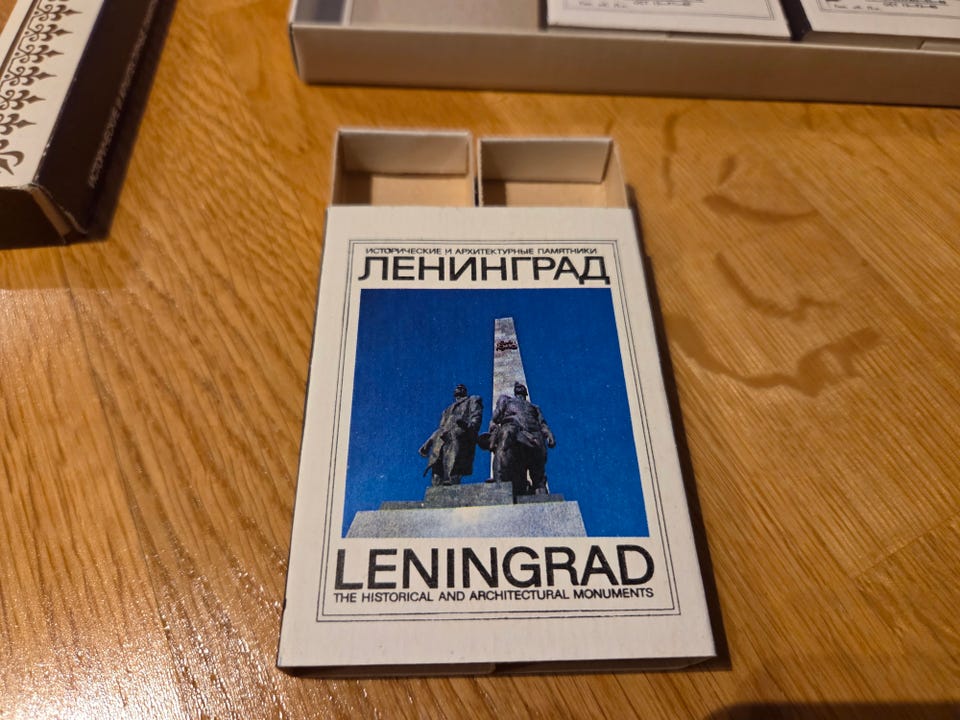 ИСТОРИЧЕСКИЕ И АРХИТЕКТУРНЫЕ ПАМЯТНИКИ
ЛЕНИНГРАД
LENINGRAD
THE HISTORICAL AND ARCHITECTURAL MONUMENTS